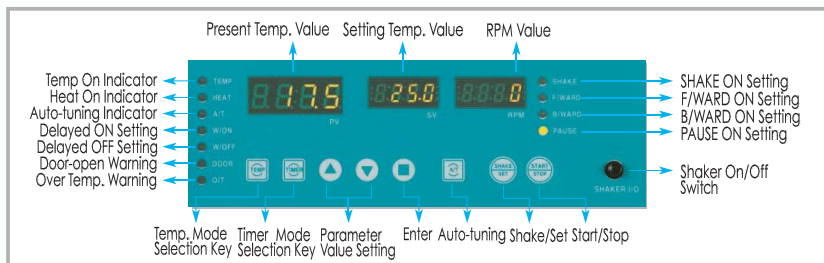 Present Temp. Value
Setting Temp. Value
RPM Value
Temp On Indicator
Heat On Indicator
Auto-tuning Indicator
Delayed ON Setting
Delayed OFF Setting
Door-open Warning
Over Temp. Warning
TEMP
HEAT
A/T
W/ON
W/OFF
DOOR
O/T
17.5
PV
25.0
SV
0
RPM
SHAKE
F/WARD
B/WARD
PAUSE
SHAKE ON Setting
F/WARD ON Setting
B/WARD ON Setting
PAUSE ON Setting
TEMP
TIMER
A/T
SHAKE
SET
START
STOP
SHAKER I/O
Shaker On/Off
Switch
Temp. Mode
Selection Key
Timer Mode
Selection Key
Parameter
Value Setting
Enter
Auto-tuning
Shake/Set
Start/Stop